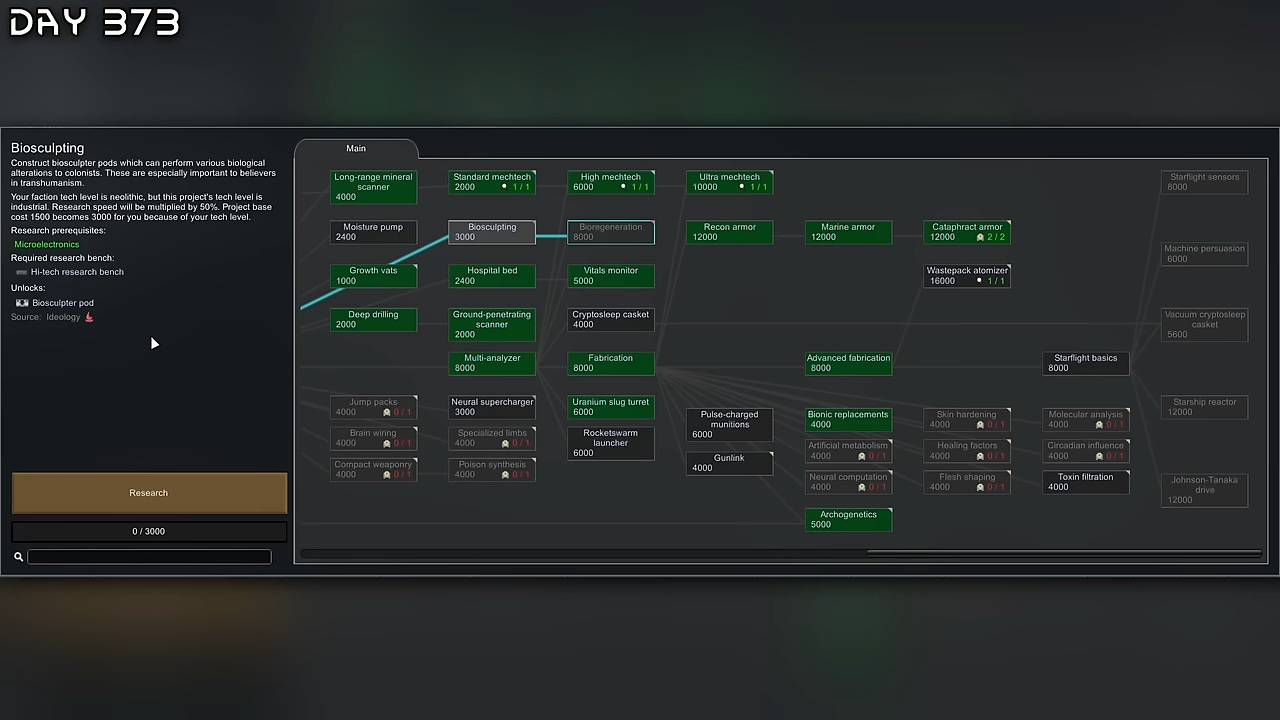 DAY 373
Biosculpting
Construct biosculpter pods which can perform various biological
alterations to colonists. These are especially important to believers
in transhumanism.
Your faction tech level is neolithic, but this project's tech level is
industrial. Research speed will be multiplied by 50%. Project base
cost 1500 becomes 3000 for you because of your tech level.
Research prerequisites:
Microelectronics
Required research bench:
Hi-tech research bench
Unlocks:
Biosculpter pod
Source: Ideology
Research
0 / 3000
Main
Long-range mineral
scanner
4000
Standard mechtech
2000 1 / 1
High mechtech
6000 1 / 1
Ultra mechtech
10000 1 / 1
Starflight sensors
8000
Moisture pump
2400
Biosculpting
3000
Bioregeneration
8000
Recon armor
12000
Marine armor
12000
Cataphract armor
12000 2 / 2
Machine persuasion
6000
Growth vats
1000
Hospital bed
2400
Vitals monitor
5000
Wastepack atomizer
16000 1 / 1
Deep drilling
2000
Ground-penetrating
scanner
2000
Cryptosleep casket
4000
Vacuum cryptosleep
casket
5600
Multi-analyzer
8000
Fabrication
8000
Advanced fabrication
8000
Starflight basics
8000
Jump packs
4000 0 / 1
Neural supercharger
3000
Uranium slug turret
6000
Pulse-charged
munitions
6000
Bionic replacements
4000
Skin hardening
4000 0 / 1
Molecular analysis
4000 0 / 1
Starship reactor
12000
Brain wiring
4000 0 / 1
Specialized limbs
4000 0 / 1
Rocketswarm
launcher
6000
Artificial metabolism
4000 0 / 1
Healing factors
4000 0 / 1
Circadian influence
4000 0 / 1
Compact weaponry
4000 0 / 1
Poison synthesis
4000 0 / 1
Gunlink
4000
Neural computation
4000 0 / 1
Flesh shaping
4000 0 / 1
Toxin filtration
4000
Johnson-Tanaka
drive
12000
Archogenetics
5000